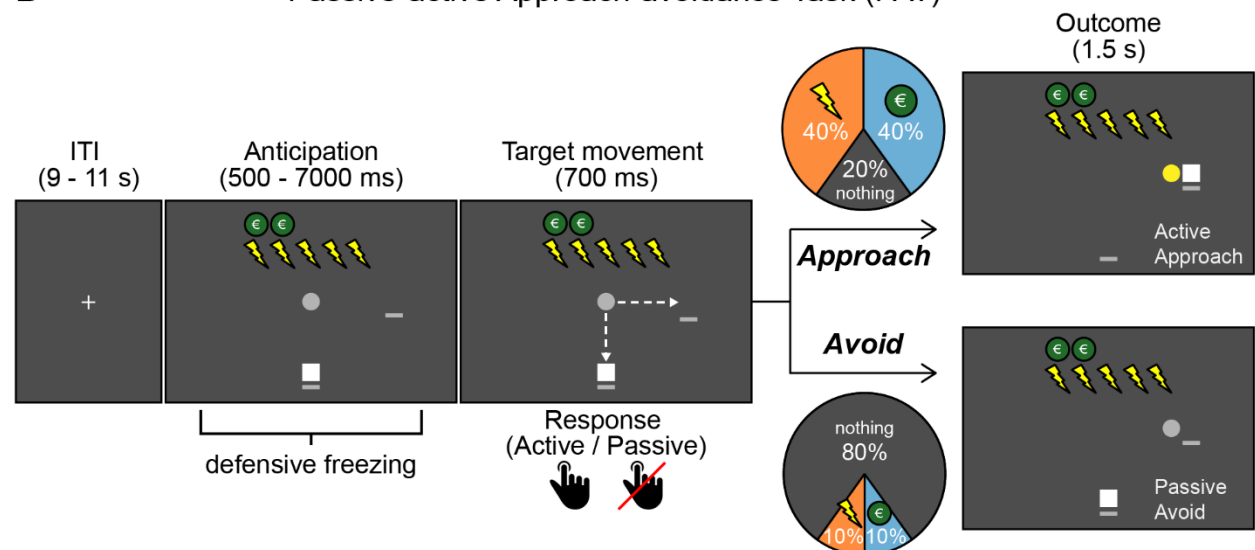 Outcome
(1.5 s)
ITI
(9 - 11 s)
Anticipation
(500 - 7000 ms)
Target movement
(700 ms)
€ €
€ €
40%
€
40%
20%
nothing
Approach
€ €
Active
Approach
defensive freezing
Response
(Active / Passive)
Avoid
nothing
80%
€
10%
10%
€ €
Passive
Avoid